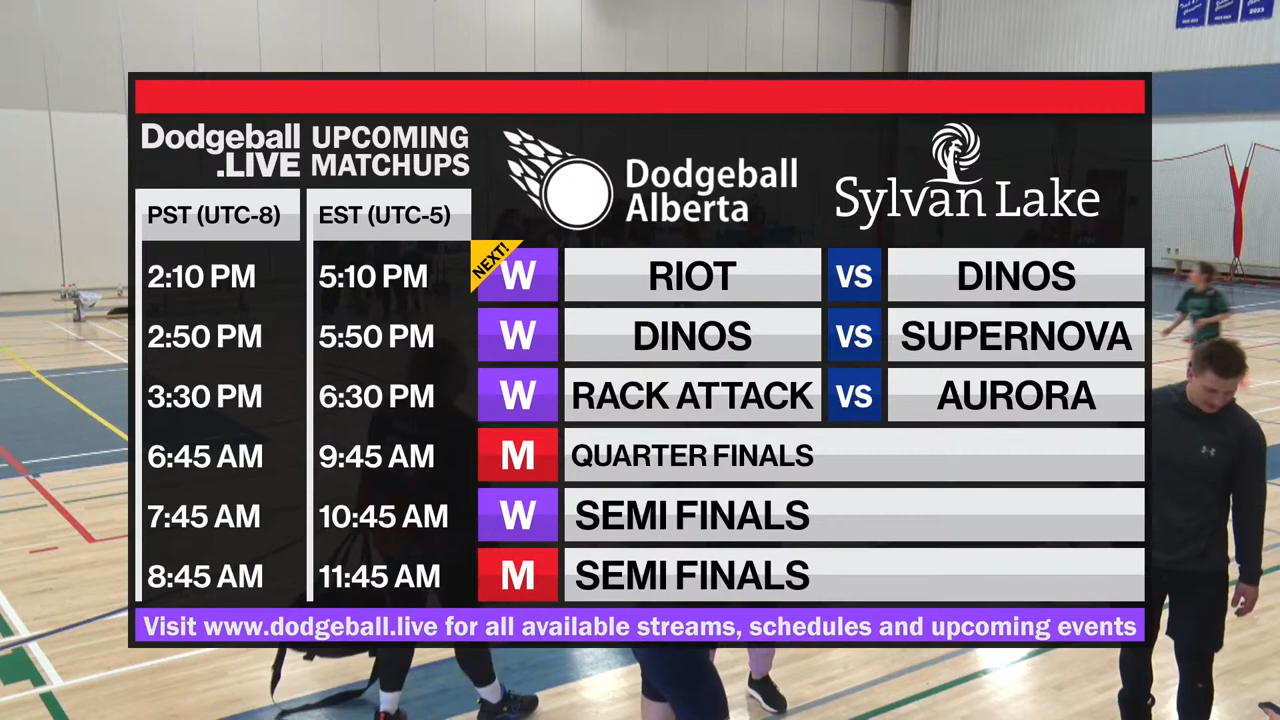 Dodgeball
.LIVE
UPCOMING
MATCHUPS
Dodgeball
Alberta
Sylvan Lake
PST (UTC-8) EST (UTC-5)
NEXT!
2:10 PM 5:10 PM W RIOT VS DINOS
2:50 PM 5:50 PM W DINOS VS SUPERNOVA
3:30 PM 6:30 PM W RACK ATTACK VS AURORA
6:45 AM 9:45 AM M QUARTER FINALS
7:45 AM 10:45 AM W SEMI FINALS
8:45 AM 11:45 AM M SEMI FINALS
Visit www.dodgeball.live for all available streams, schedules and upcoming events